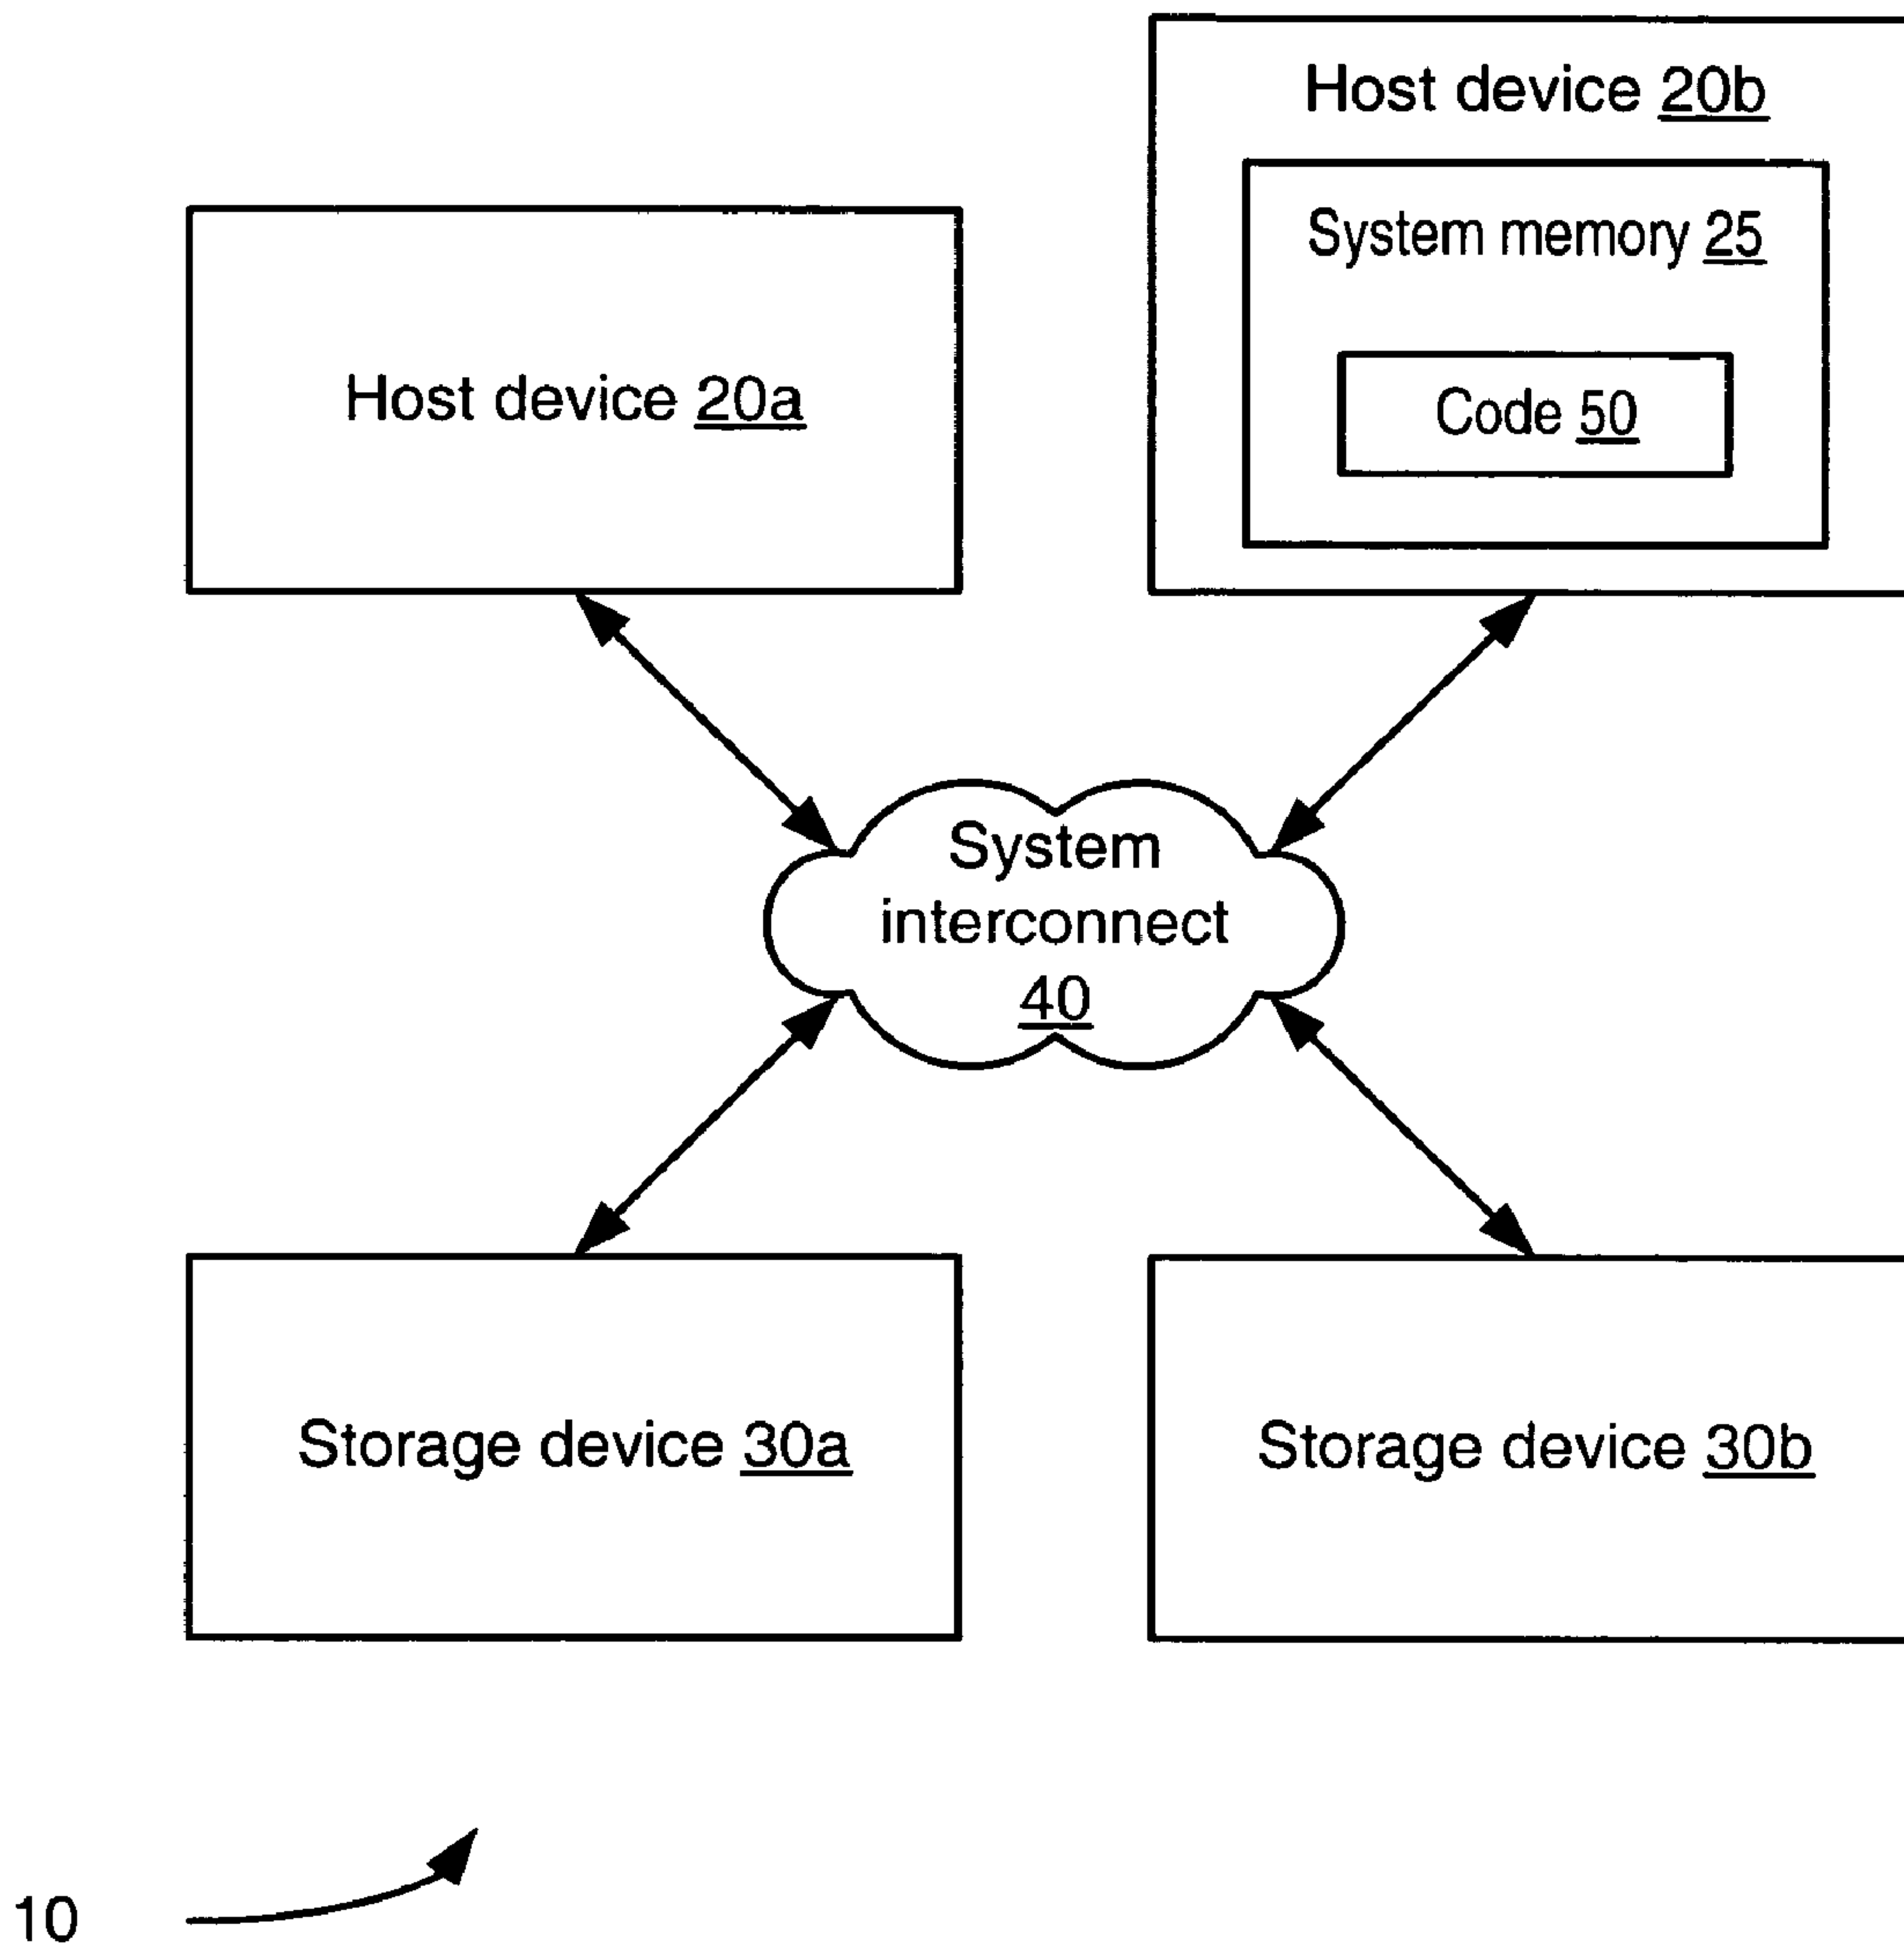 Host device 20b
System memory 25
Host device 20a
Code 50
System
interconnect
40
Storage device 30a
Storage device 30b
10